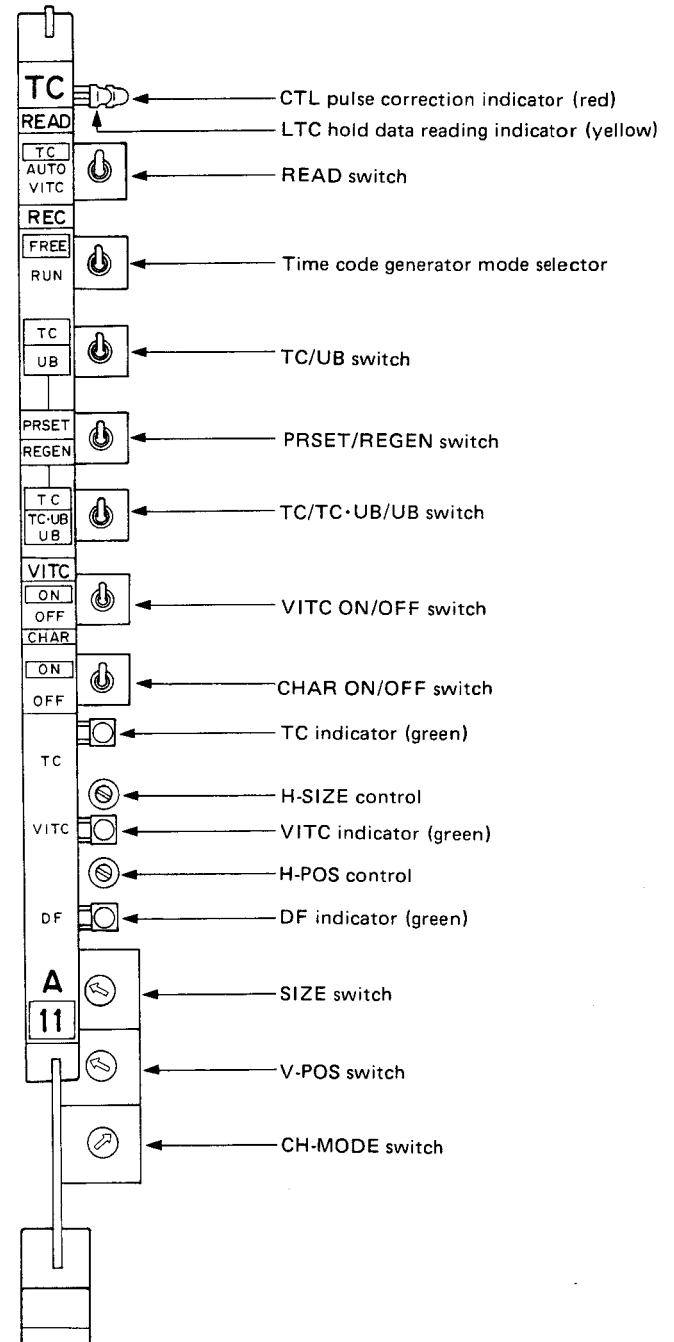 TC
CTL pulse correction indicator (red)
READ
LTC hold data reading indicator (yellow)
TC
AUTO
VITC
READ switch
REC
FREE
RUN
Time code generator mode selector
TC
UB
TC/UB switch
PRSET
REGEN
PRSET/REGEN switch
TC
TC·UB
UB
TC/TC·UB/UB switch
VITC
ON
OFF
VITC ON/OFF switch
CHAR
ON
OFF
CHAR ON/OFF switch
TC indicator (green)
TC
H-SIZE control
VITC
VITC indicator (green)
H-POS control
DF
DF indicator (green)
A
11
SIZE switch
V-POS switch
CH-MODE switch